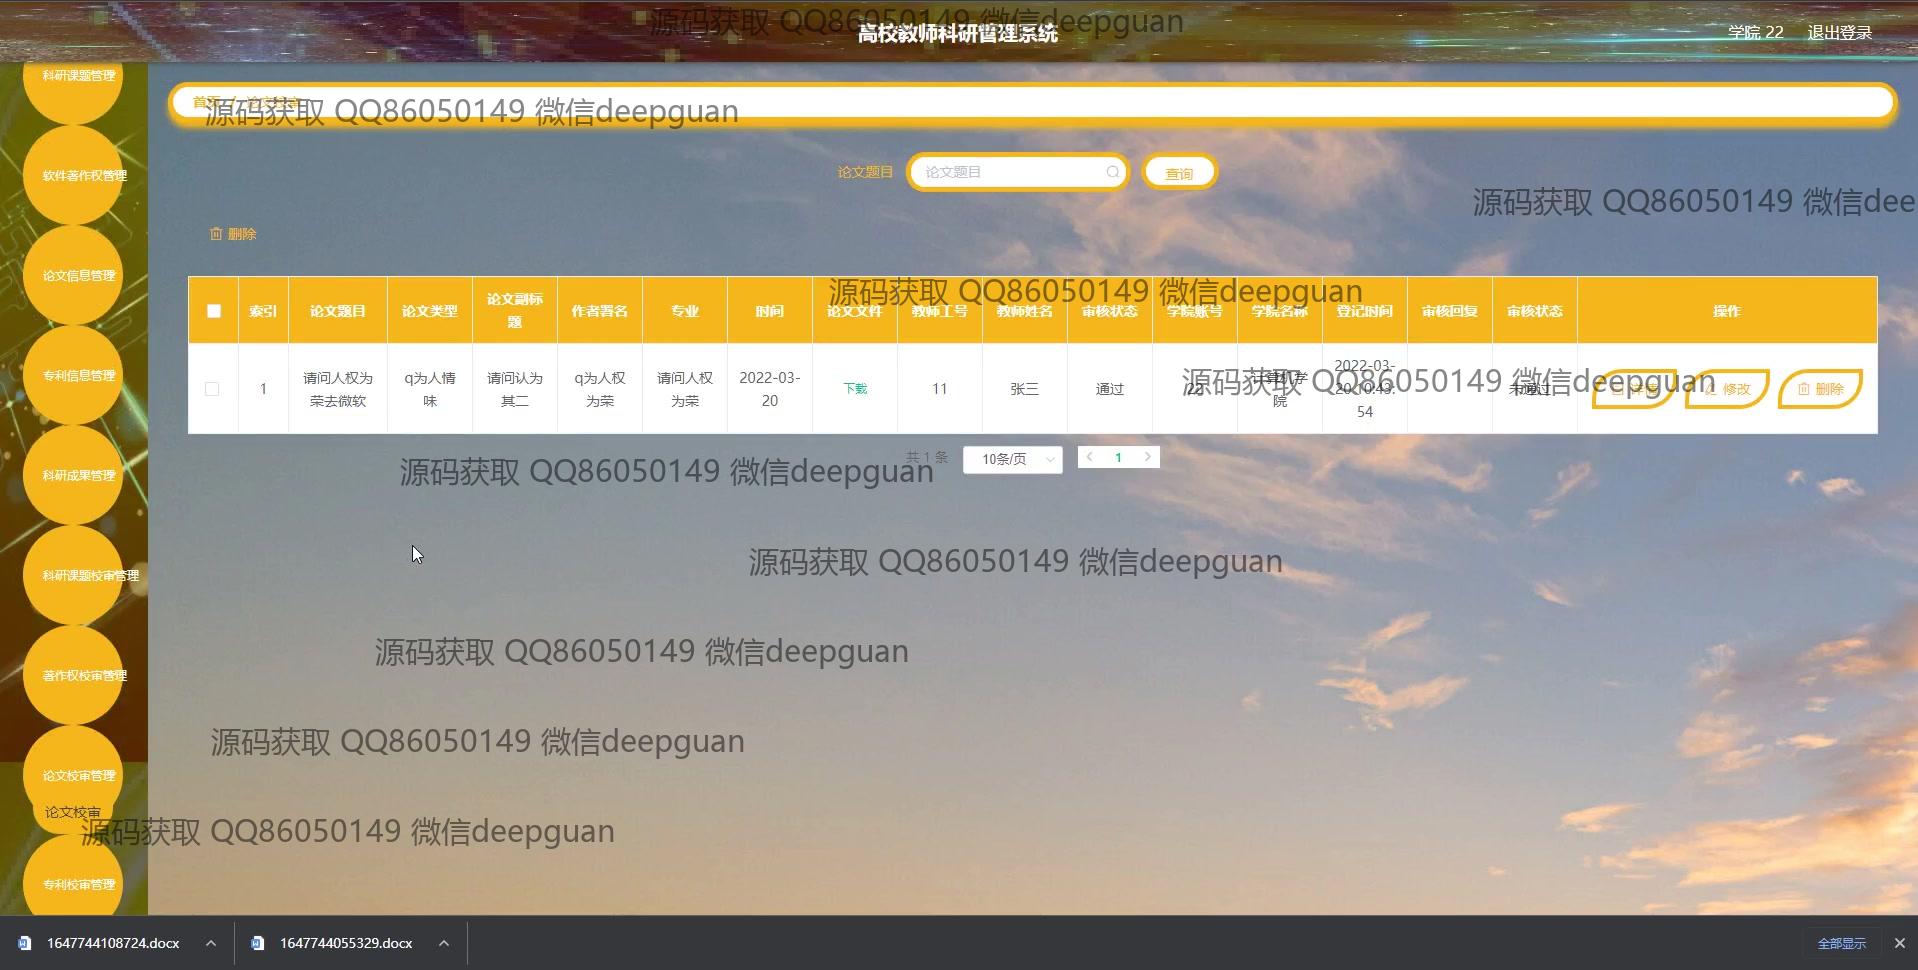 源码获取 QQ86050149 微信deepguan
高校教师科研管理系统
学院 22
退出登录
科研课题管理
软件著作权管理
论文信息管理
专利信息管理
科研成果管理
科研课题校审管理
著作权校审管理
论文校审管理
论文校审
专利校审管理
首页 / 论文校审
源码获取 QQ86050149 微信deepguan
论文题目
论文题目
查询
源码获取 QQ86050149 微信dee
删除
源码获取 QQ86050149 微信deepguan
索引 论文题目 论文类型 论文副标题 作者署名 专业 时间 论文文件 教师工号 教师姓名 审核状态 学院账号 学院名称 登记时间 审核回复 审核状态 操作
1 请问人权为荣去微软 q为人情味 请问认为其二 q为人权为荣 请问人权为荣 2022-03-20 下载 11 张三 通过 22 计算机学院 2022-03- 54 未通过 详情 修改 删除
源码获取 QQ86050149 微信deepguan
共 1 条
10条/页
1
源码获取 QQ86050149 微信deepguan
源码获取 QQ86050149 微信deepguan
源码获取 QQ86050149 微信deepguan
源码获取 QQ86050149 微信deepguan
源码获取 QQ86050149 微信deepguan
1647744108724.docx
1647744055329.docx
全部显示